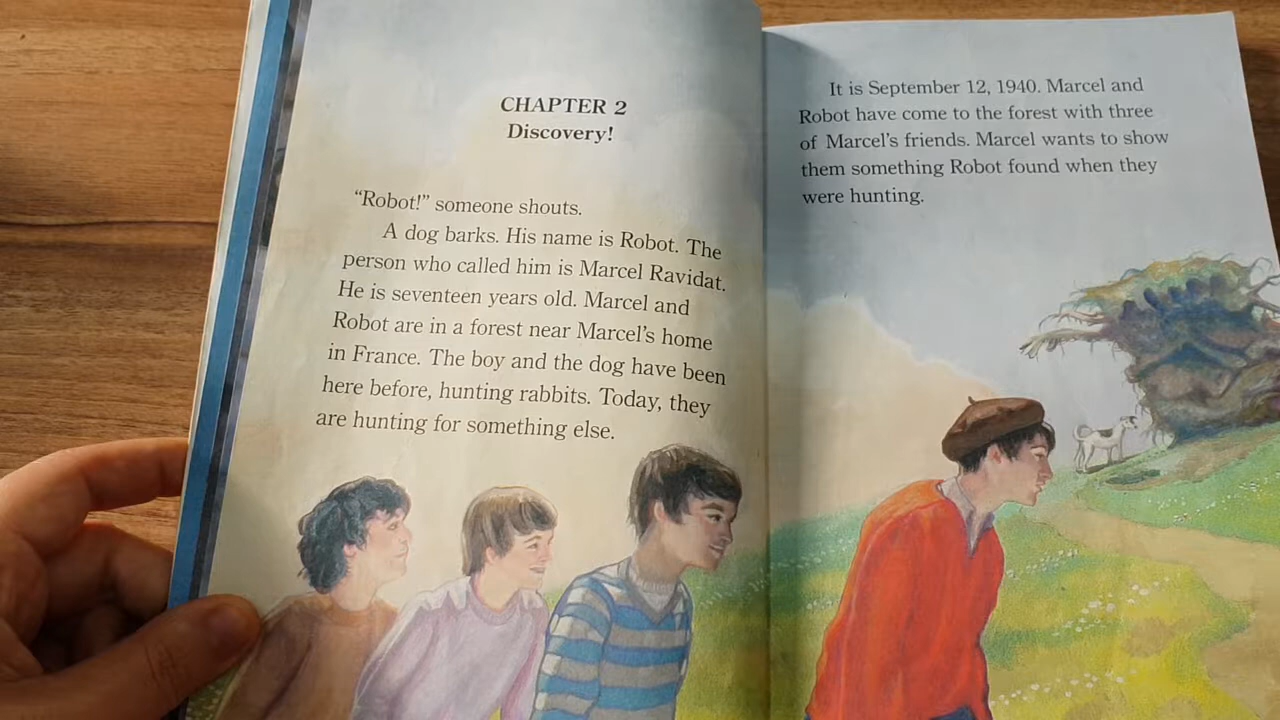 CHAPTER 2
Discovery!
“Robot!” someone shouts.
A dog barks. His name is Robot. The
person who called him is Marcel Ravidat.
He is seventeen years old. Marcel and
Robot are in a forest near Marcel’s home
in France. The boy and the dog have been
here before, hunting rabbits. Today, they
are hunting for something else.
It is September 12, 1940. Marcel and
Robot have come to the forest with three
of Marcel’s friends. Marcel wants to show
them something Robot found when they
were hunting.